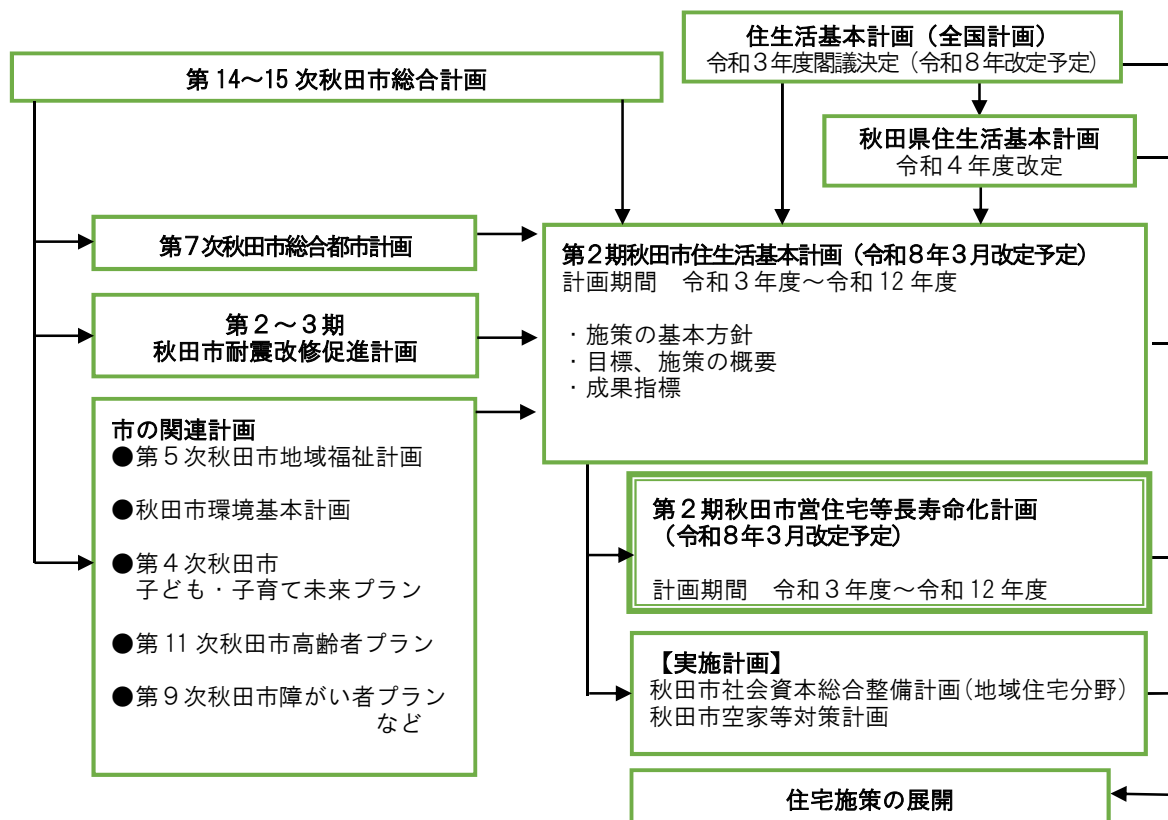 住生活基本計画（全国計画）
令和３年度閣議決定（令和８年改定予定）
第14～15次秋田市総合計画
秋田県住生活基本計画
令和４年度改定
第７次秋田市総合都市計画
第２～３期
秋田市耐震改修促進計画
市の関連計画
●第５次秋田市地域福祉計画
●秋田市環境基本計画
●第４次秋田市
子ども・子育て未来プラン
●第11次秋田市高齢者プラン
●第９次秋田市障がい者プラン
など
第２期秋田市住生活基本計画（令和８年３月改定予定）
計画期間　令和３年度～令和12年度
・施策の基本方針
・目標、施策の概要
・成果指標
第２期秋田市営住宅等長寿命化計画
（令和８年３月改定予定）
計画期間　令和３年度～令和12年度
【実施計画】
秋田市社会資本総合整備計画（地域住宅分野）
秋田市空家等対策計画
住宅施策の展開